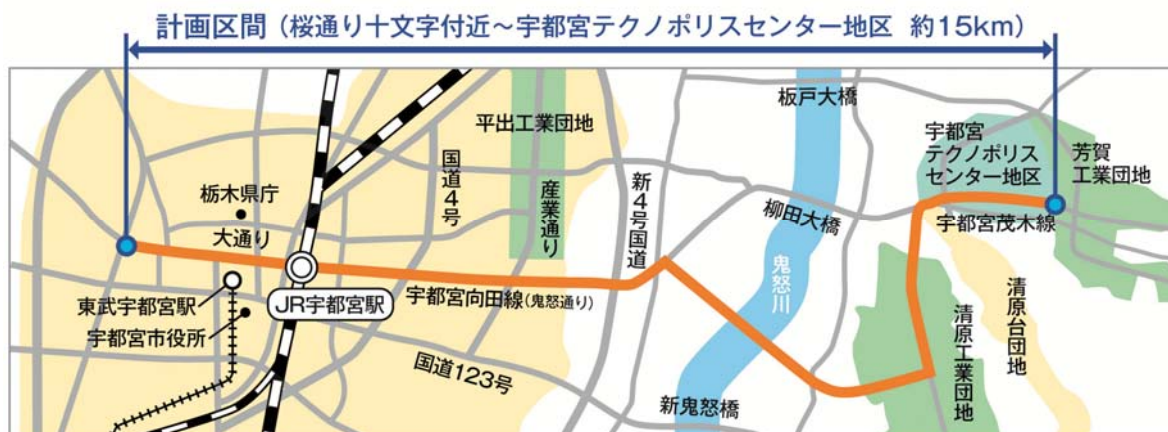 計画区間（桜通り十文字付近～宇都宮テクノポリスセンター地区 約15km）
板戸大橋
平出工業団地
宇都宮
テクノポリス
センター地区
芳賀
工業団地
国道4号
産業通り
新4号国道
栃木県庁
大通り
柳田大橋
宇都宮茂木線
鬼怒川
東武宇都宮駅
JR宇都宮駅
宇都宮向田線(鬼怒通り)
宇都宮市役所
清原台団地
清原工業団地
国道123号
新鬼怒橋